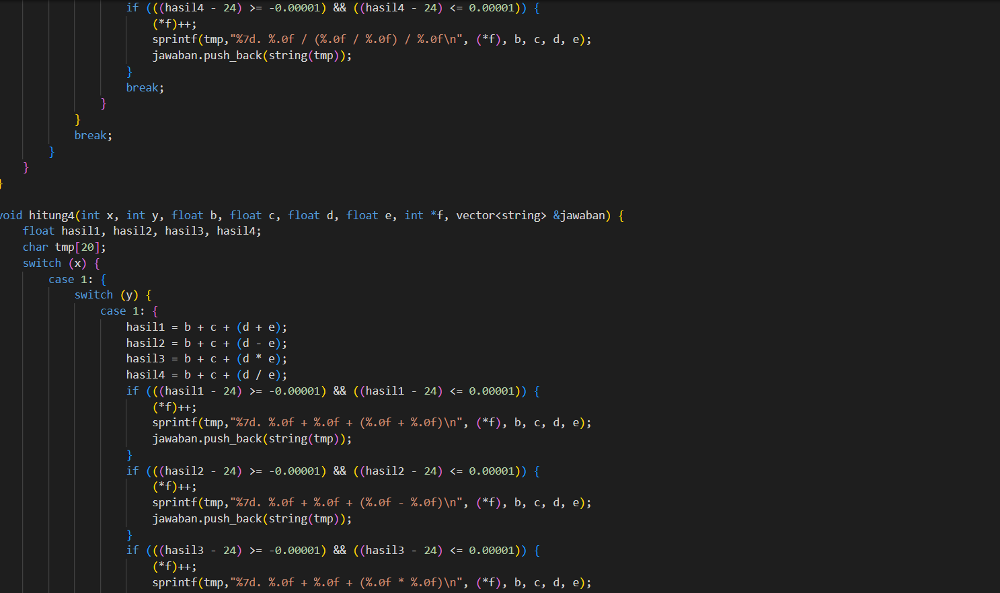 if (((hasil4 - 24) >= -0.00001) && ((hasil4 - 24) <= 0.00001)) {
(*f)++;
sprintf(tmp,"%7d. %.0f / (%.0f / %.0f) / %.0f\n", (*f), b, c, d, e);
jawaban.push_back(string(tmp));
}
break;
}
}
break;
}
}
}
void hitung4(int x, int y, float b, float c, float d, float e, int *f, vector<string> &jawaban) {
float hasil1, hasil2, hasil3, hasil4;
char tmp[20];
switch (x) {
case 1: {
switch (y) {
case 1: {
hasil1 = b + c + (d + e);
hasil2 = b + c + (d - e);
hasil3 = b + c + (d * e);
hasil4 = b + c + (d / e);
if (((hasil1 - 24) >= -0.00001) && ((hasil1 - 24) <= 0.00001)) {
(*f)++;
sprintf(tmp,"%7d. %.0f + %.0f + (%.0f + %.0f)\n", (*f), b, c, d, e);
jawaban.push_back(string(tmp));
}
if (((hasil2 - 24) >= -0.00001) && ((hasil2 - 24) <= 0.00001)) {
(*f)++;
sprintf(tmp,"%7d. %.0f + %.0f + (%.0f - %.0f)\n", (*f), b, c, d, e);
jawaban.push_back(string(tmp));
}
if (((hasil3 - 24) >= -0.00001) && ((hasil3 - 24) <= 0.00001)) {
(*f)++;
sprintf(tmp,"%7d. %.0f + %.0f + (%.0f * %.0f)\n", (*f), b, c, d, e);